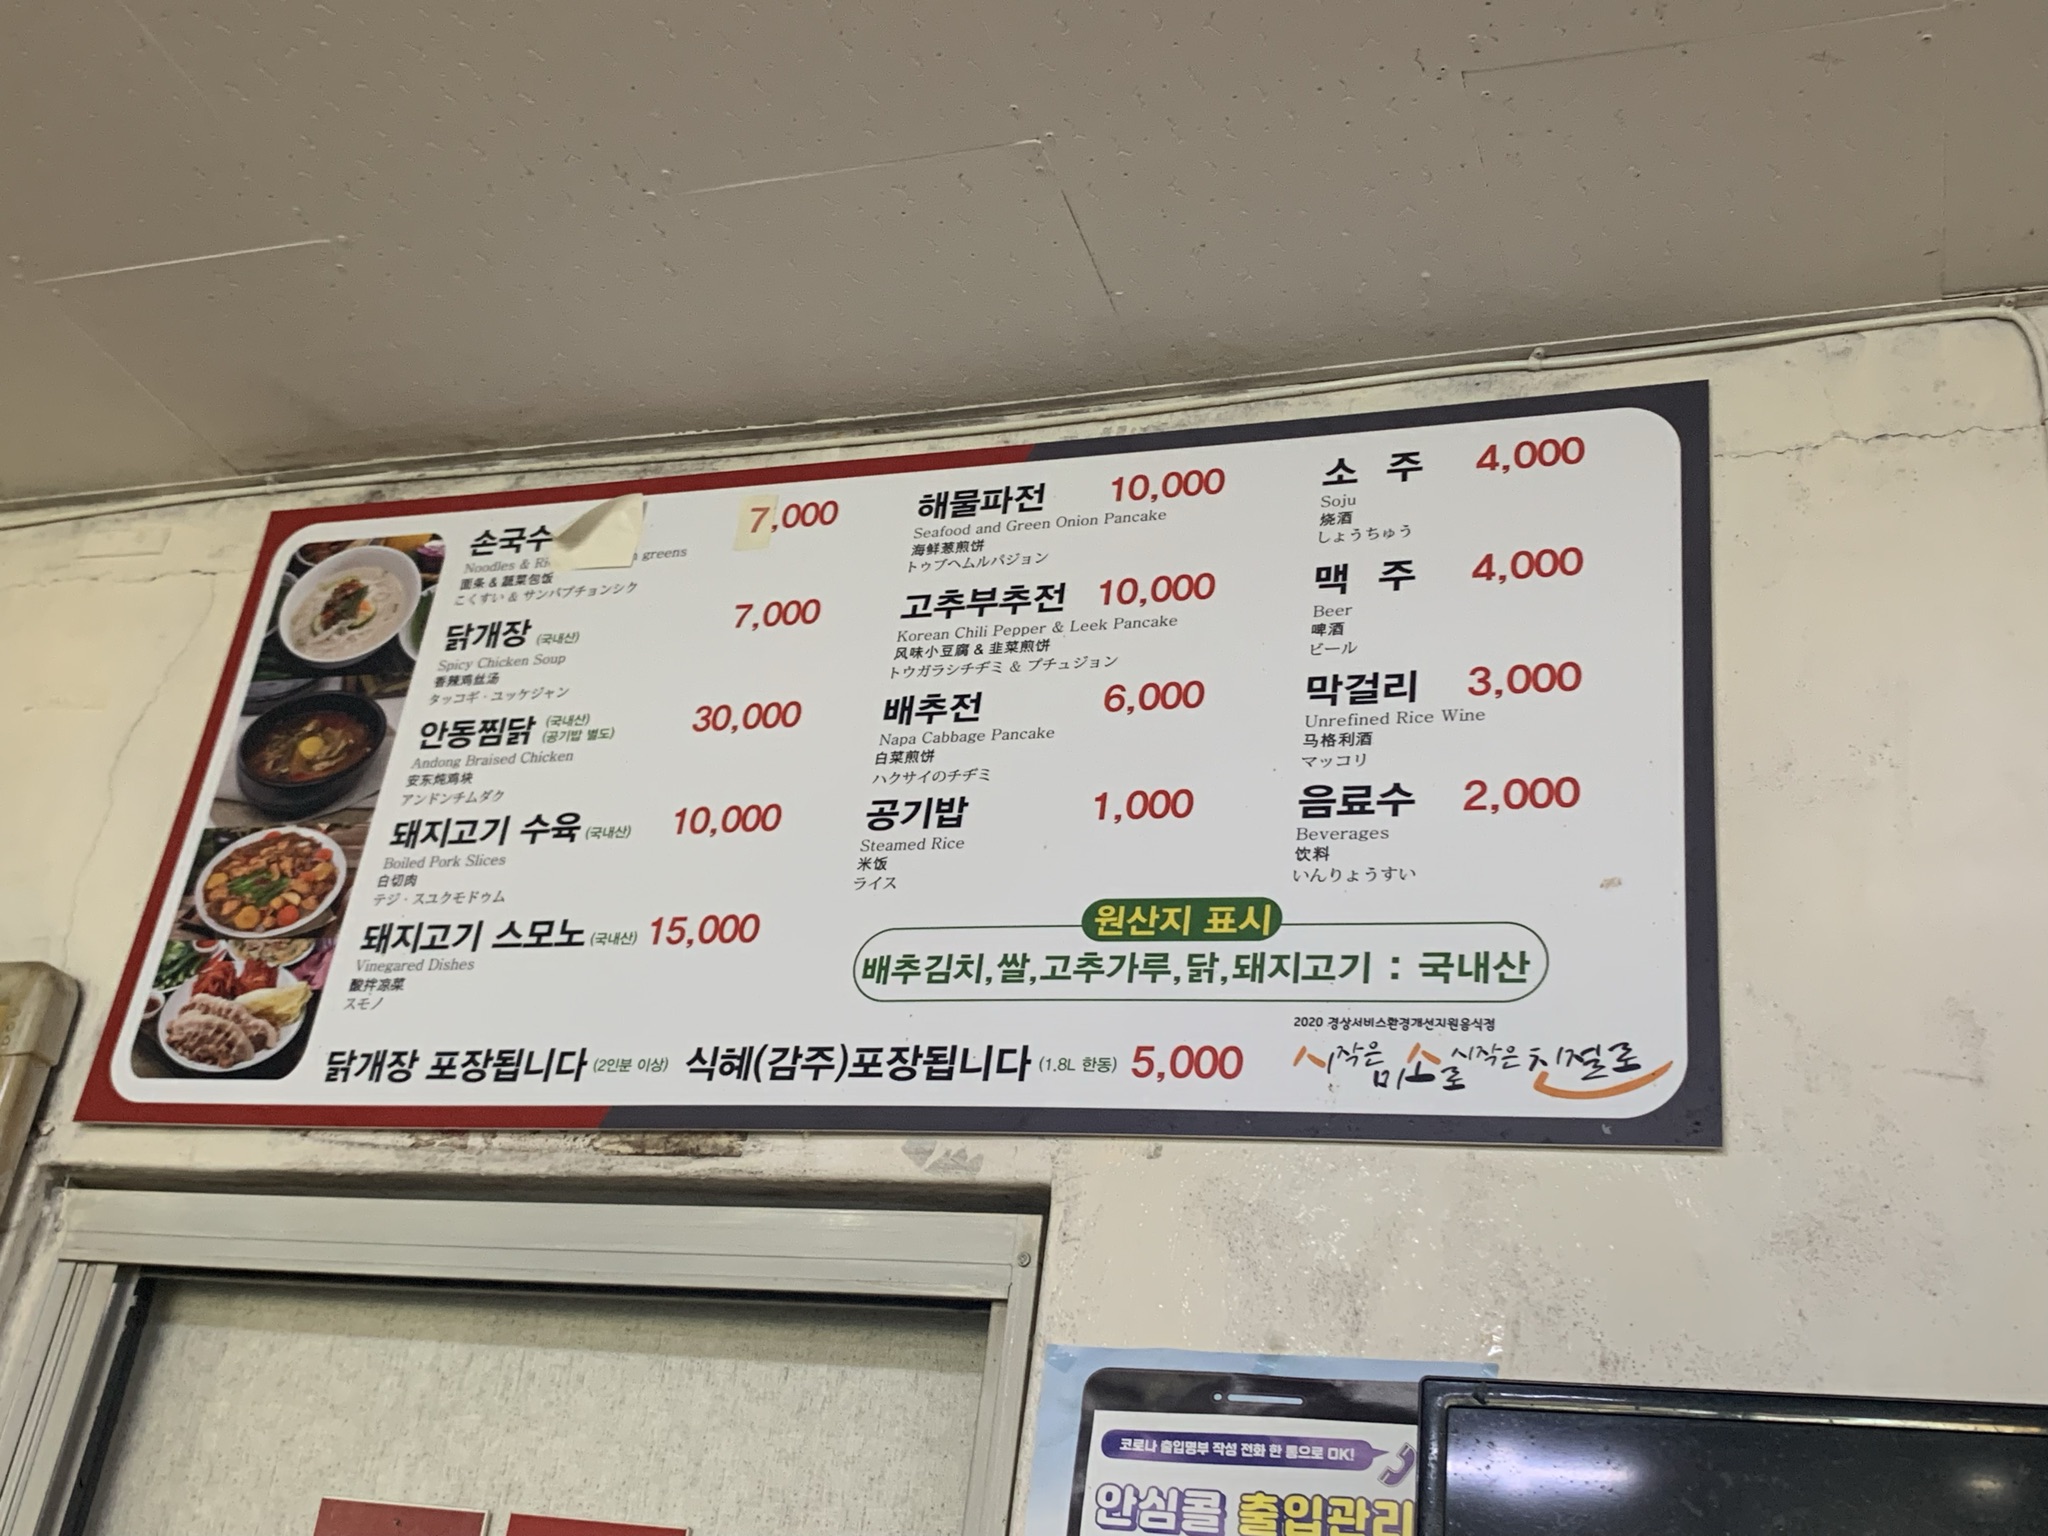 손국수 7,000
Noodles & greens
面条 & 蔬菜包饭
こくすい & サンパブチョンシク
닭개장 (국내산) 7,000
Spicy Chicken Soup
香辣鸡丝汤
タッコギ・ユッケジャン
안동찜닭 (국내산) (공기밥 별도) 30,000
Andong Braised Chicken
安东炖鸡块
アンドンチムダク
돼지고기 수육 (국내산) 10,000
Boiled Pork Slices
白切肉
テジ・スユクモドゥム
돼지고기 스모노 (국내산) 15,000
Vinegared Dishes
酸拌凉菜
スモノ
해물파전 10,000
Seafood and Green Onion Pancake
海鲜葱煎饼
トゥブヘムルパジョン
고추부추전 10,000
Korean Chili Pepper & Leek Pancake
风味小豆腐 & 韭菜煎饼
トウガラシチヂミ & プチュジョン
배추전 6,000
Napa Cabbage Pancake
白菜煎饼
ハクサイのチヂミ
공기밥 1,000
Steamed Rice
米饭
ライス
소 주 4,000
Soju
烧酒
しょうちゅう
맥 주 4,000
Beer
啤酒
ビール
막걸리 3,000
Unrefined Rice Wine
马格利酒
マッコリ
음료수 2,000
Beverages
饮料
いんりょうすい
원산지 표시
배추김치,쌀,고추가루,닭,돼지고기 : 국내산
2020 경상서비스환경개선지원음식점
시작은 미소로 시작은 친절로
닭개장 포장됩니다 (2인분 이상) 식혜(감주)포장됩니다 (1.8L 한동) 5,000
코로나 출입명부 작성 전화 한 통으로 OK!
안심콜 출입관리